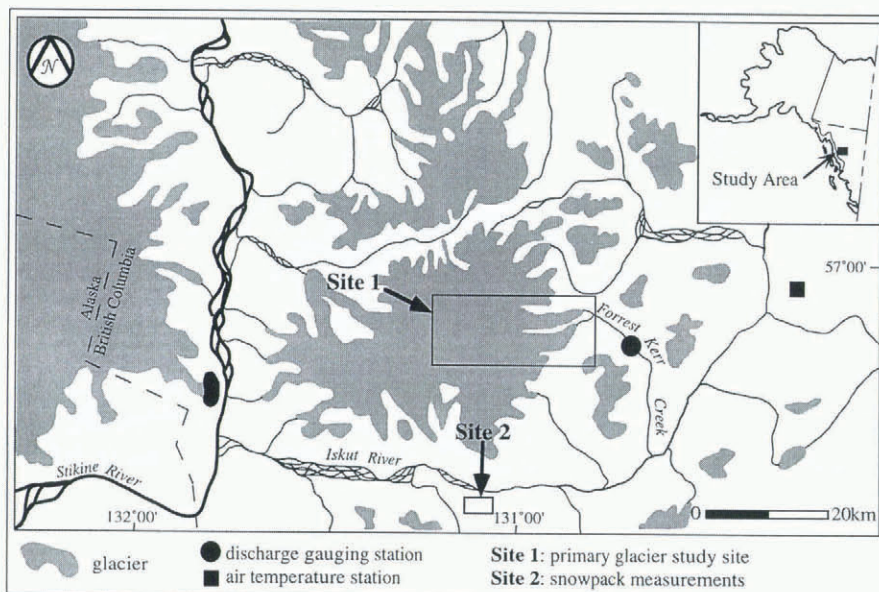 N
Study Area
57°00'
Site 1
Alaska
British Columbia
Forrest Kerr Creek
Site 2
Iskut River
Stikine River
132°00'
131°00'
0 20km
glacier
discharge gauging station
air temperature station
Site 1: primary glacier study site
Site 2: snowpack measurements